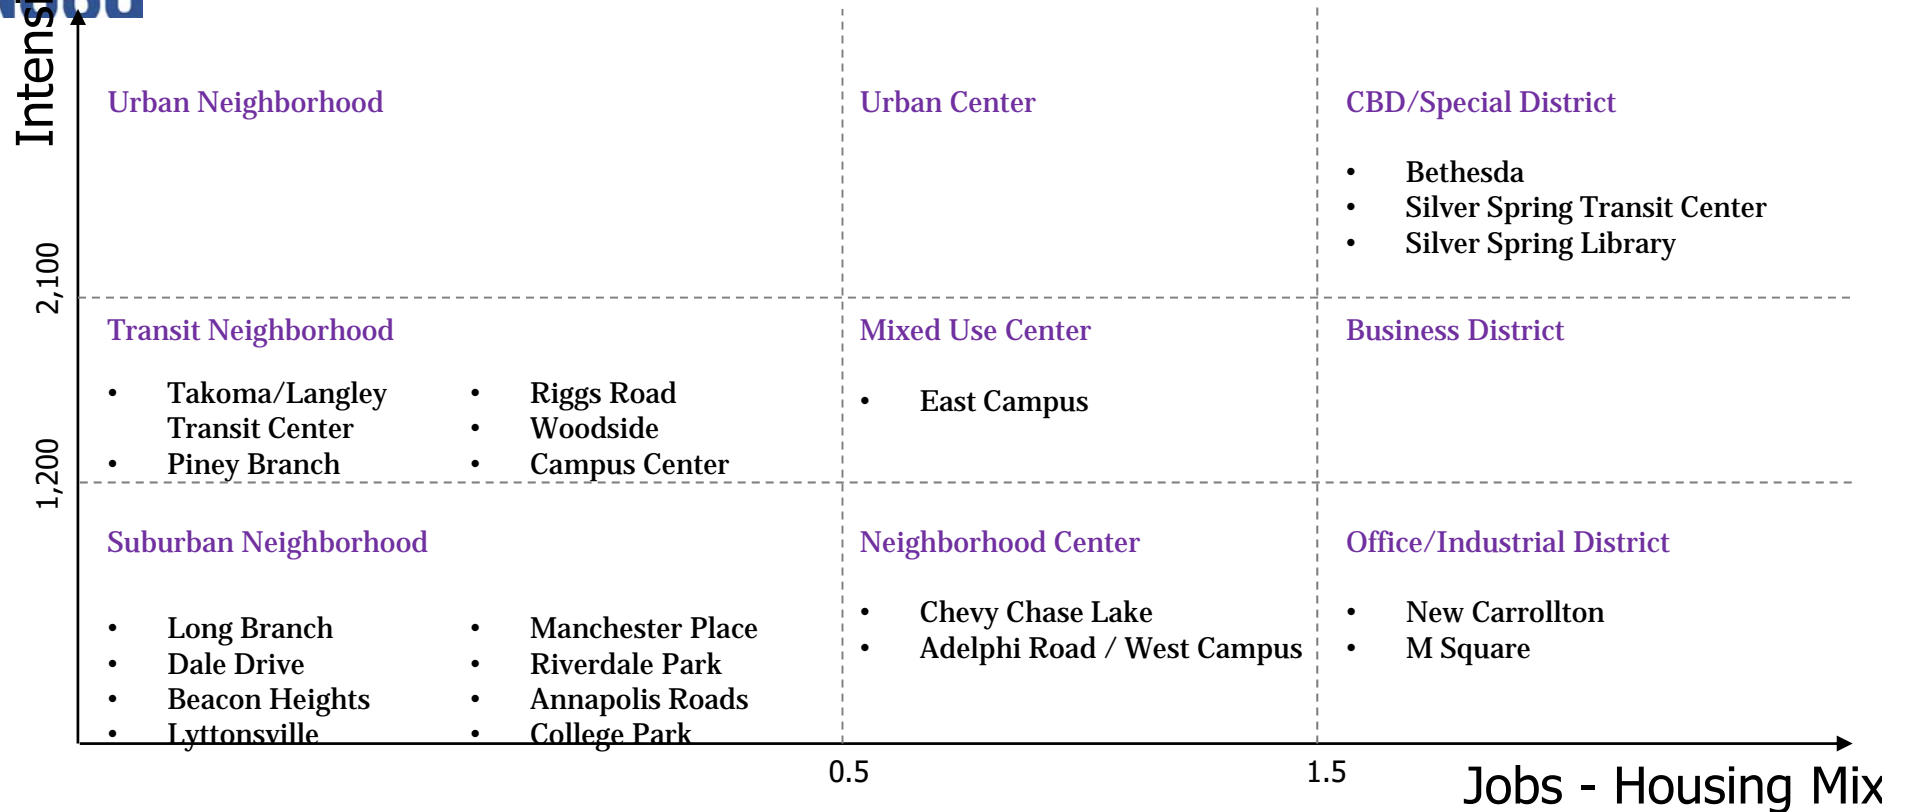 Intens
Urban Neighborhood
Urban Center
CBD/Special District
• Bethesda
• Silver Spring Transit Center
• Silver Spring Library
2,100
Transit Neighborhood
Mixed Use Center
Business District
• Takoma/Langley
Transit Center
• Piney Branch
• Riggs Road
• Woodside
• Campus Center
• East Campus
1,200
Suburban Neighborhood
Neighborhood Center
Office/Industrial District
• Long Branch
• Dale Drive
• Beacon Heights
• Lyttonsville
• Manchester Place
• Riverdale Park
• Annapolis Roads
• College Park
• Chevy Chase Lake
• Adelphi Road / West Campus
• New Carrollton
• M Square
0.5
1.5
Jobs - Housing Mix